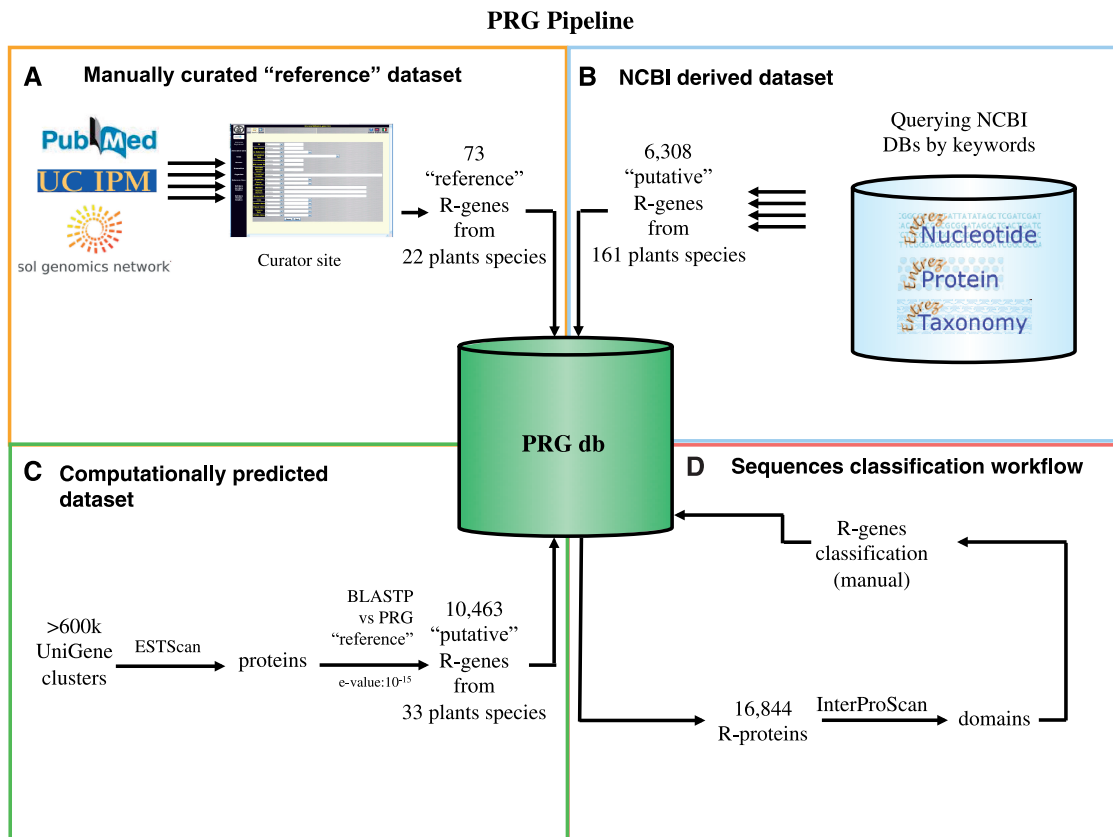 PRG Pipeline
A Manually curated “reference” dataset
PubMed
UC IPM
sol genomics network
Curator site
73
“reference”
R-genes
from
22 plants species
B NCBI derived dataset
6,308
“putative”
R-genes
from
161 plants species
Querying NCBI
DBs by keywords
Entrez Nucleotide
Entrez Protein
Entrez Taxonomy
PRG db
C Computationally predicted
dataset
>600k
UniGene
clusters
ESTScan
proteins
BLASTP
vs PRG
“reference”
e-value:10⁻¹⁵
10,463
“putative”
R-genes
from
33 plants species
D Sequences classification workflow
R-genes
classification
(manual)
16,844
R-proteins
InterProScan
domains